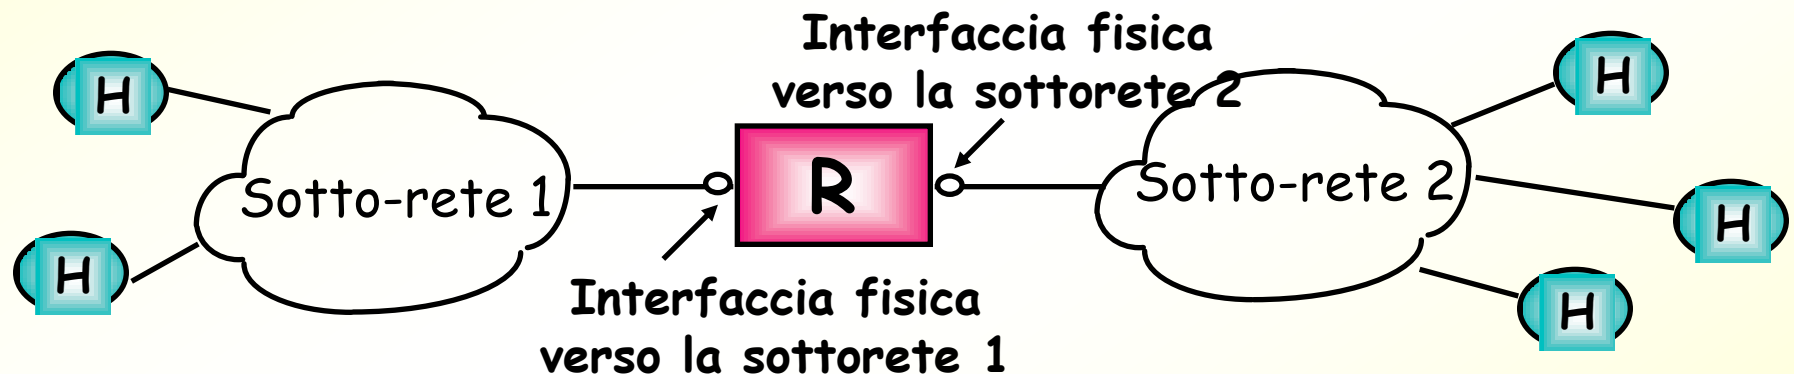 Interfaccia fisica
verso la sottorete 2
H
H
Sotto-rete 1
R
Sotto-rete 2
H
H
H
H
Interfaccia fisica
verso la sottorete 1